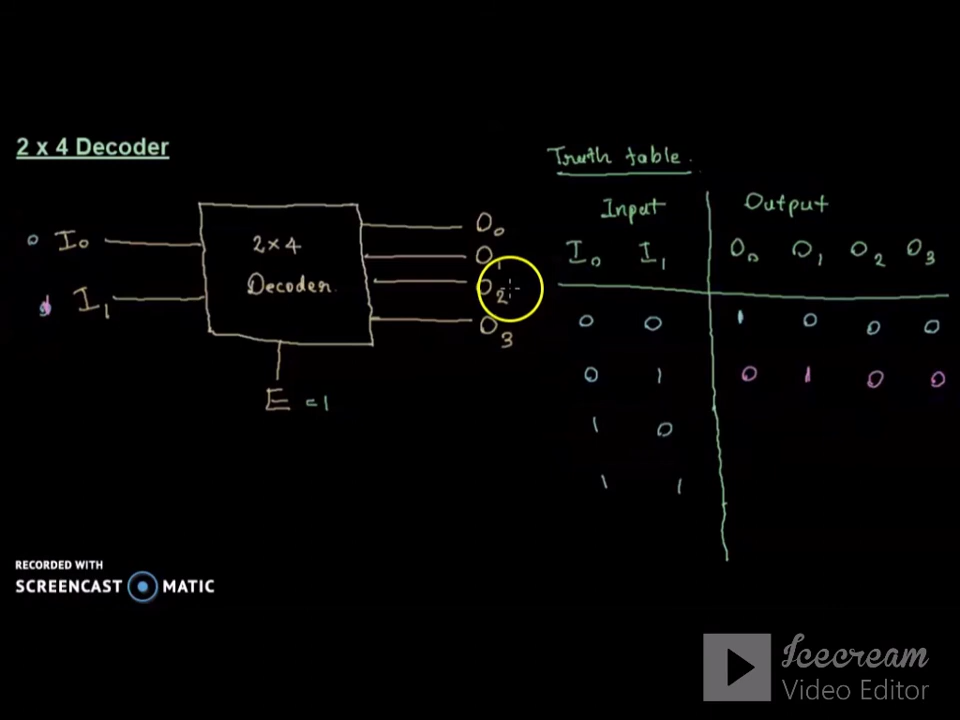 2 x 4 Decoder
0 I0
I1
2×4
Decoder
E =1
O0
O1
O2
O3
Truth table.
Input Output
I0 I1 O0 O1 O2 O3
0 0 1 0 0 0
0 1 0 1 0 0
1 0
1 1
RECORDED WITH
SCREENCAST MATIC
Icecream
Video Editor